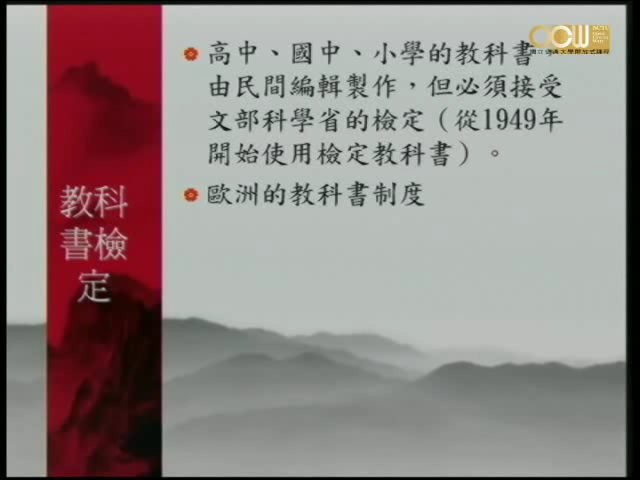 教科
書檢
定
高中、國中、小學的教科書，
由民間編輯製作，但必須接受
文部科學省的檢定（從1949年
開始使用檢定教科書）。
歐洲的教科書制度